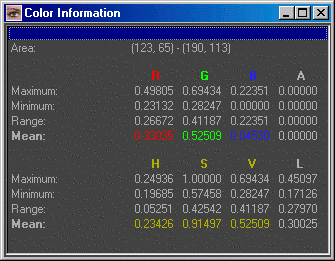 Color Information
Area: (123, 65) - (190, 113)
R G B A
Maximum: 0.49805 0.69434 0.22351 0.00000
Minimum: 0.23132 0.28247 0.00000 0.00000
Range: 0.26672 0.41187 0.22351 0.00000
Mean: 0.52509 0.00000
H S V L
Maximum: 0.24936 1.00000 0.69434 0.45097
Minimum: 0.19685 0.57458 0.28247 0.17126
Range: 0.05251 0.42542 0.41187 0.27970
Mean: 0.23426 0.91497 0.52509 0.30025